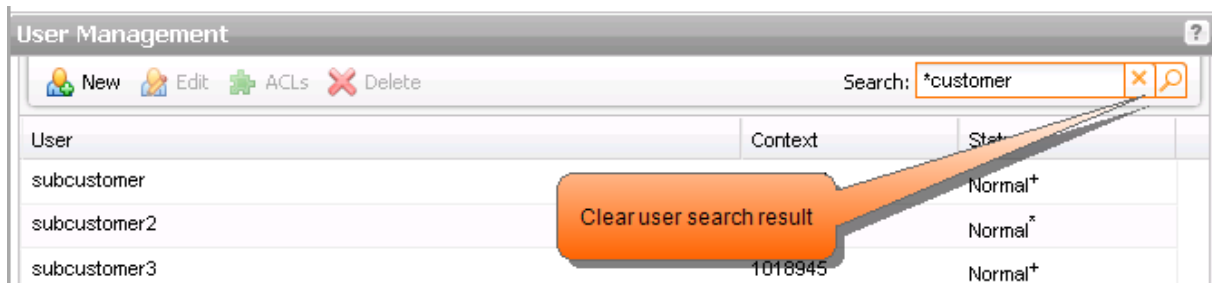 User Management ?
New Edit ACLs Delete Search: *customer
User Context
subcustomer Normal+
subcustomer2 Normal*
subcustomer3 1018945 Normal+
Clear user search result